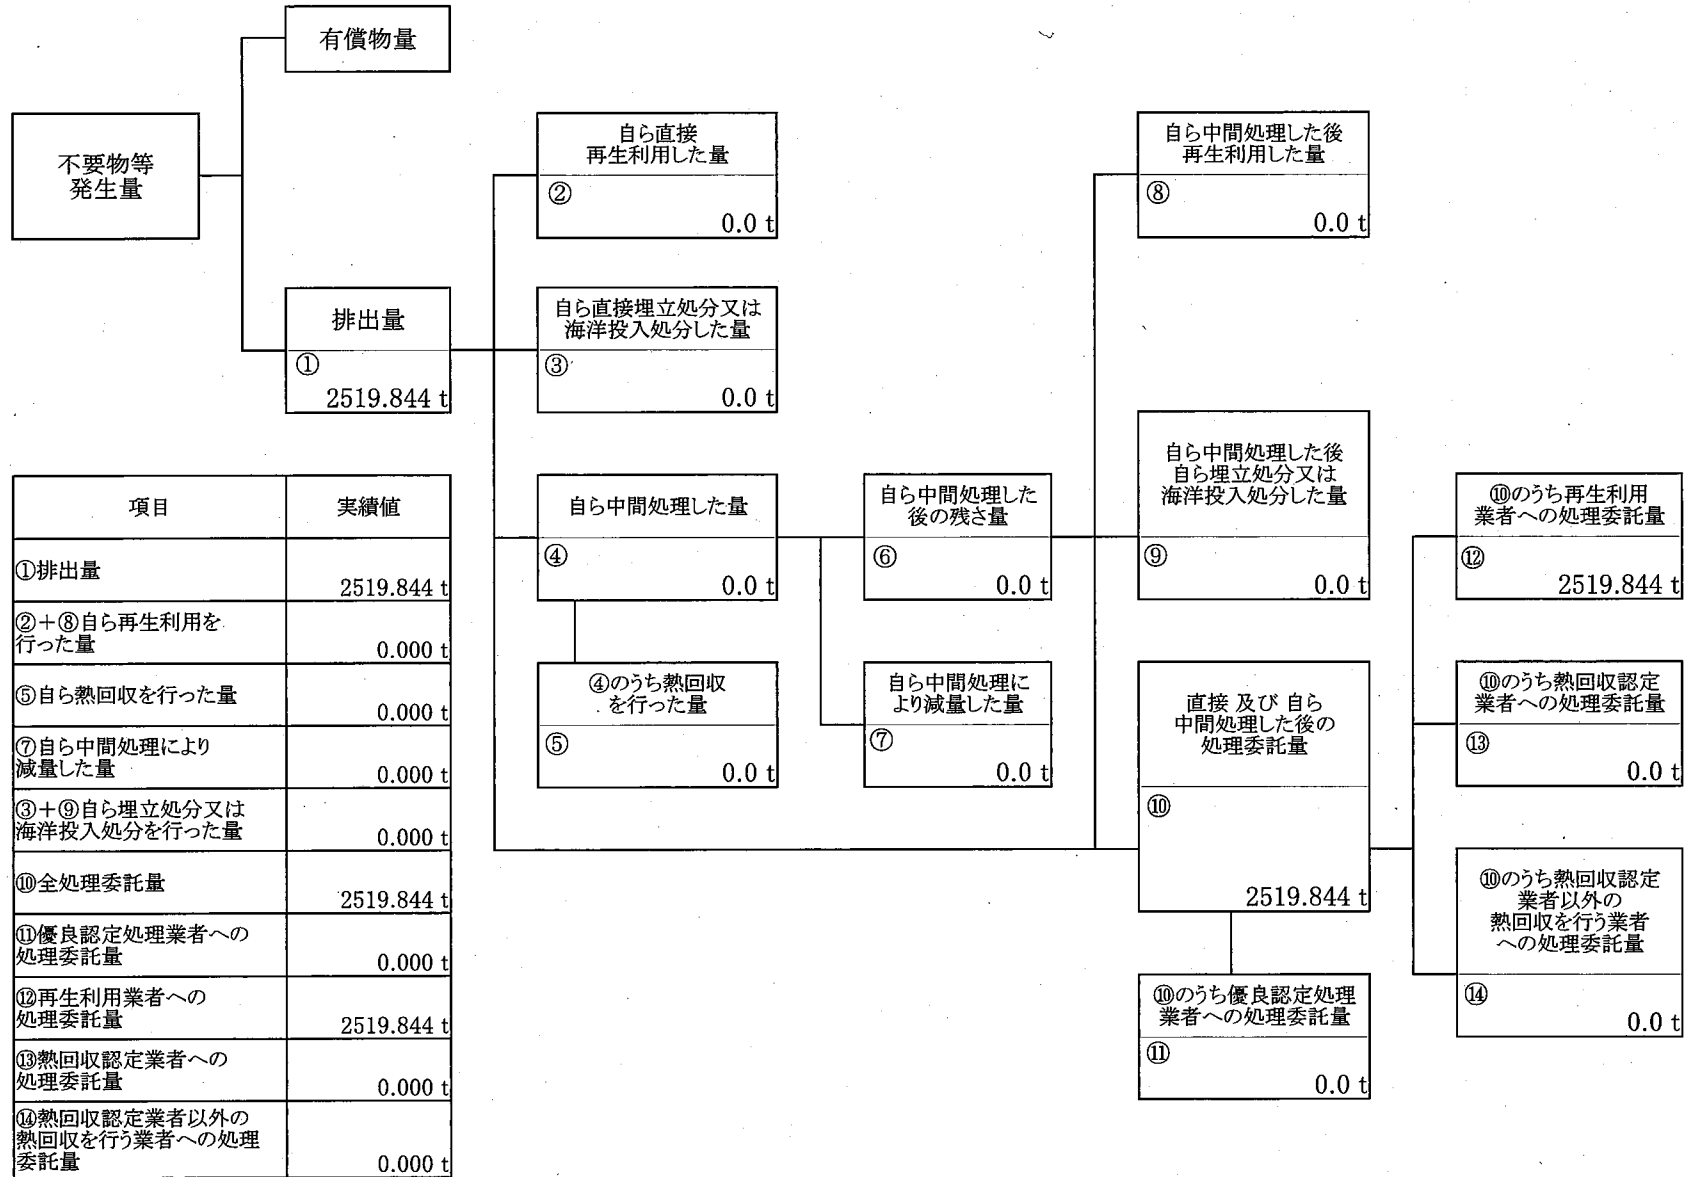 有償物量
不要物等
発生量
排出量
①
2519.844 t
自ら直接
再生利用した量
②
0.0 t
自ら直接埋立処分又は
海洋投入処分した量
③
0.0 t
自ら中間処理した量
④
0.0 t
④のうち熱回収
を行った量
⑤
0.0 t
自ら中間処理した
後の残さ量
⑥
0.0 t
自ら中間処理に
より減量した量
⑦
0.0 t
自ら中間処理した後
再生利用した量
⑧
0.0 t
自ら中間処理した後
自ら埋立処分又は
海洋投入処分した量
⑨
0.0 t
直接 及び 自ら
中間処理した後の
処理委託量
⑩
2519.844 t
⑩のうち優良認定処理
業者への処理委託量
⑪
0.0 t
⑩のうち再生利用
業者への処理委託量
⑫
2519.844 t
⑩のうち熱回収認定
業者への処理委託量
⑬
0.0 t
⑩のうち熱回収認定
業者以外の
熱回収を行う業者
への処理委託量
⑭
0.0 t
項目 実績値
①排出量 2519.844 t
②+⑧自ら再生利用を
行った量 0.000 t
⑤自ら熱回収を行った量 0.000 t
⑦自ら中間処理により
減量した量 0.000 t
③+⑨自ら埋立処分又は
海洋投入処分を行った量 0.000 t
⑩全処理委託量 2519.844 t
⑪優良認定処理業者への
処理委託量 0.000 t
⑫再生利用業者への
処理委託量 2519.844 t
⑬熱回収認定業者への
処理委託量 0.000 t
⑭熱回収認定業者以外の
熱回収を行う業者への処理
委託量 0.000 t